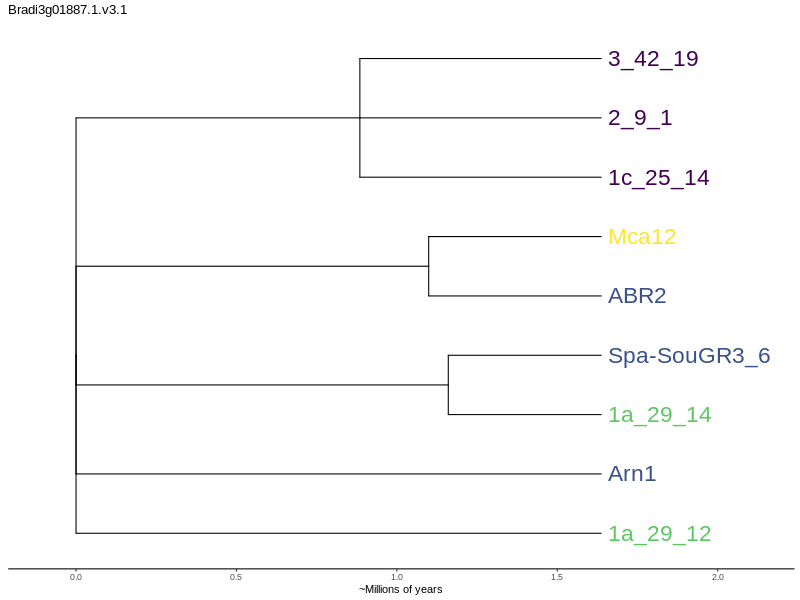 Bradi3g01887.1.v3.1
3_42_19
2_9_1
1c_25_14
Mca12
ABR2
Spa-SouGR3_6
1a_29_14
Arn1
1a_29_12
0.0 0.5 1.0 1.5 2.0
~Millions of years